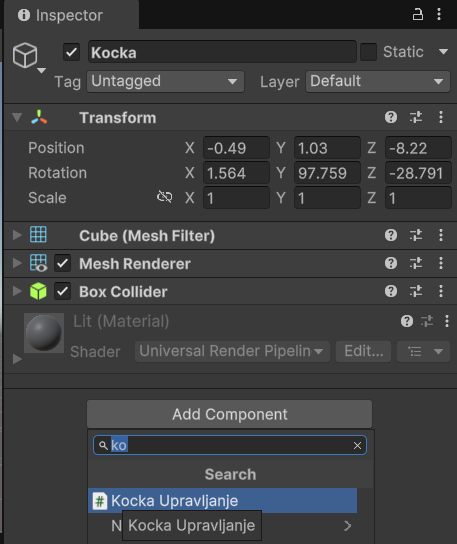 Inspector
Kocka
Static
Tag Untagged Layer Default
Transform
Position X -0.49 Y 1.03 Z -8.22
Rotation X 1.564 Y 97.759 Z -28.791
Scale X 1 Y 1 Z 1
Cube (Mesh Filter)
Mesh Renderer
Box Collider
Lit (Material)
Shader Universal Render Pipelin Edit...
Add Component
ko
Search
Kocka Upravljanje
N
Kocka Upravljanje